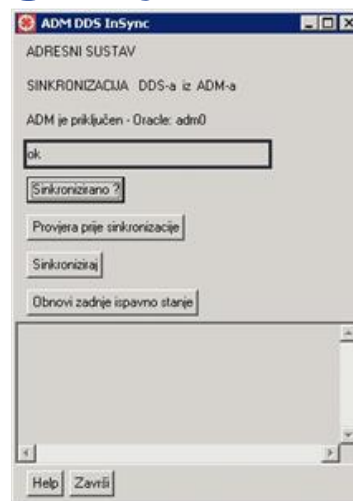 ADM DDS InSync
ADRESNI SUSTAV
SINKRONIZACIJA DDS-a iz ADM-a
ADM je priključen - Oracle: adm0
ok
Sinkronizirano ?
Provjera prije sinkronizacije
Sinkroniziraj
Obnovi zadnje ispavno stanje
Help Završi